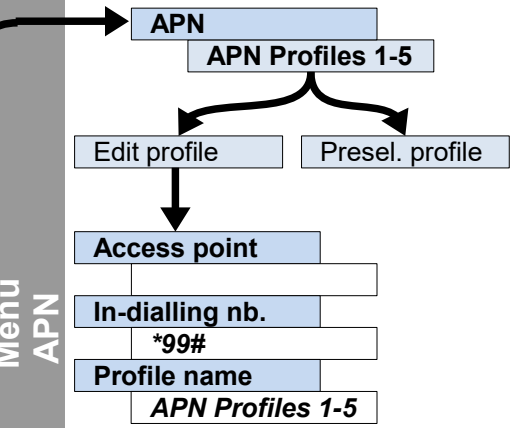 APN
APN Profiles 1-5
Edit profile
Presel. profile
Access point
In-dialling nb.
*99#
Profile name
APN Profiles 1-5
Menu
APN